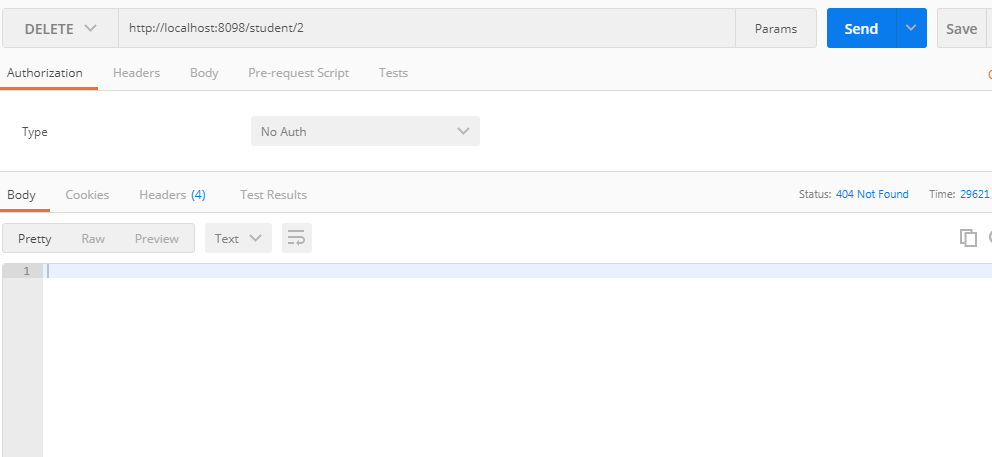 DELETE http://localhost:8098/student/2 Params Send Save
Authorization Headers Body Pre-request Script Tests
Type No Auth
Body Cookies Headers (4) Test Results Status: 404 Not Found Time: 29621
Pretty Raw Preview Text
1